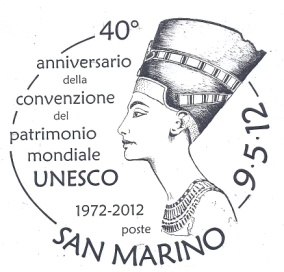 40°
anniversario
della
convenzione
del
patrimonio
mondiale
UNESCO
1972-2012
poste
SAN MARINO
9·5·12